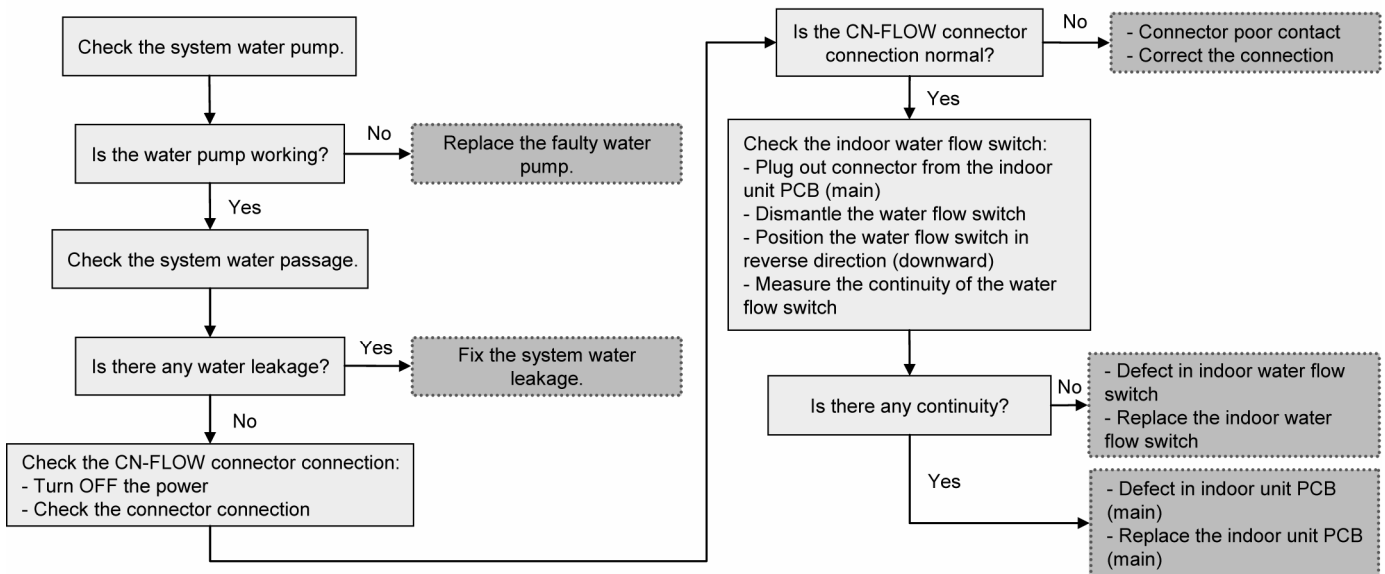 Check the system water pump.
Is the water pump working?
No
Replace the faulty water
pump.
Yes
Check the system water passage.
Is there any water leakage?
Yes
Fix the system water
leakage.
No
Check the CN-FLOW connector connection:
- Turn OFF the power
- Check the connector connection
Is the CN-FLOW connector
connection normal?
No
- Connector poor contact
- Correct the connection
Yes
Check the indoor water flow switch:
- Plug out connector from the indoor
unit PCB (main)
- Dismantle the water flow switch
- Position the water flow switch in
reverse direction (downward)
- Measure the continuity of the water
flow switch
Is there any continuity?
No
- Defect in indoor water flow
switch
- Replace the indoor water
flow switch
Yes
- Defect in indoor unit PCB
(main)
- Replace the indoor unit PCB
(main)